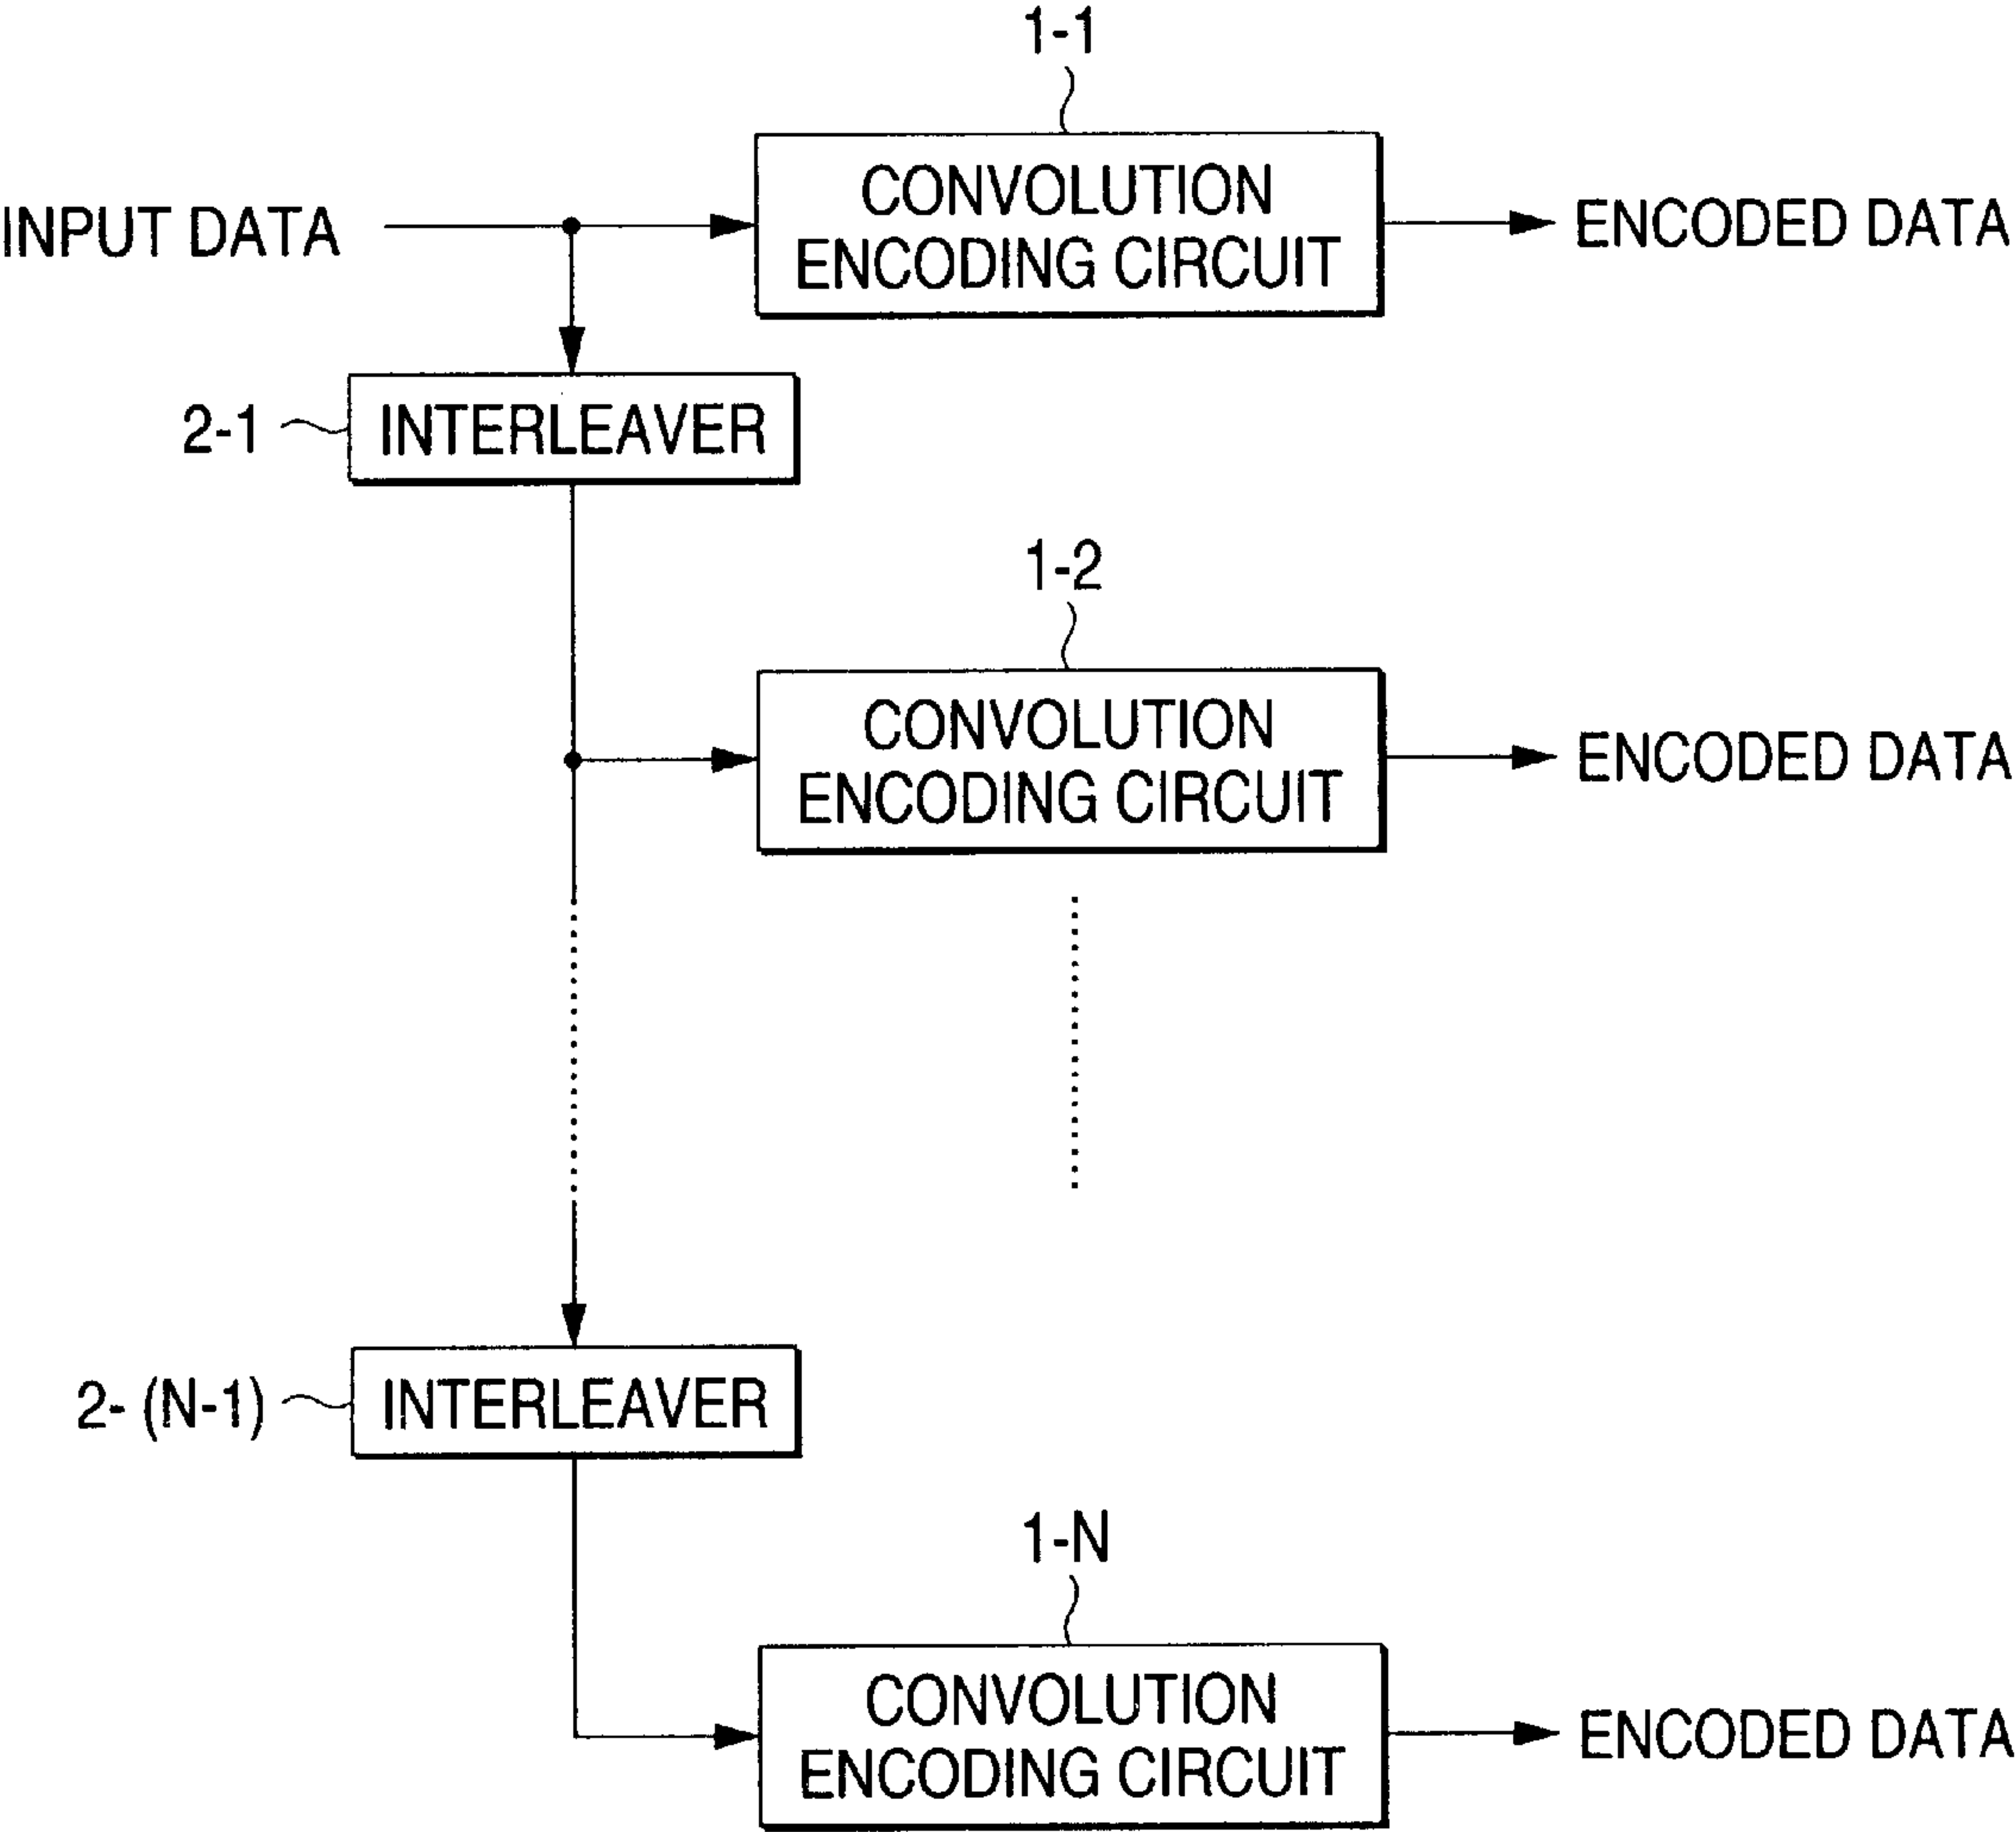 1-1
INPUT DATA
CONVOLUTION
ENCODING CIRCUIT
ENCODED DATA
2-1
INTERLEAVER
1-2
CONVOLUTION
ENCODING CIRCUIT
ENCODED DATA
2- (N-1)
INTERLEAVER
1-N
CONVOLUTION
ENCODING CIRCUIT
ENCODED DATA